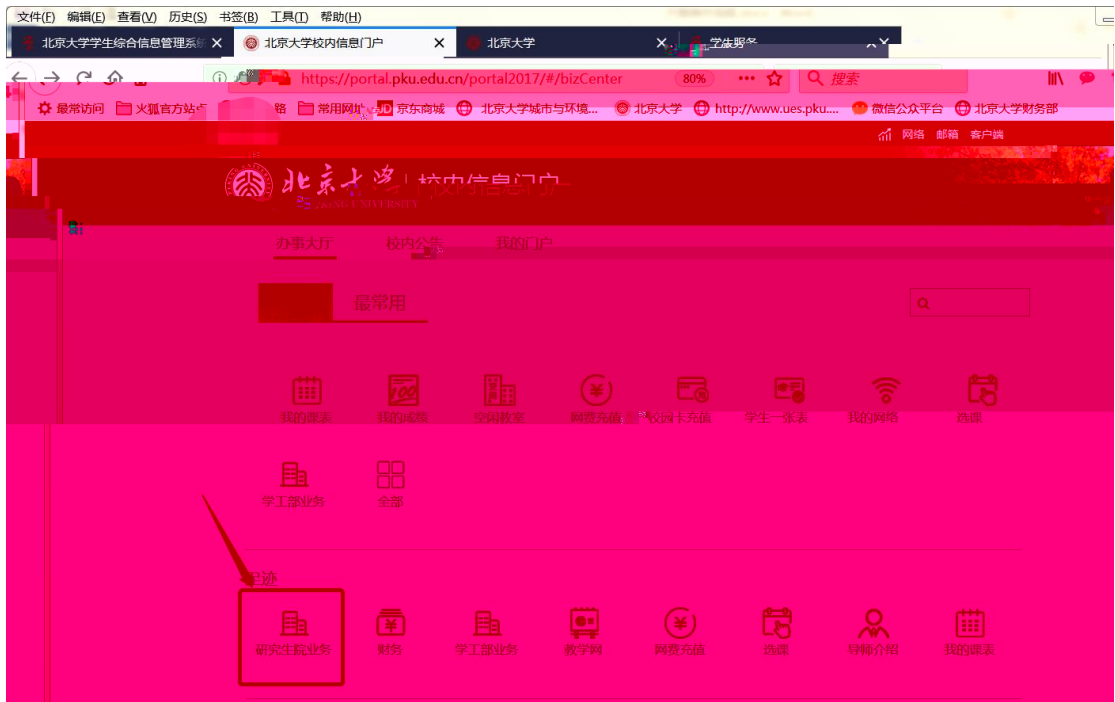 文件(F) 编辑(E) 查看(V) 历史(S) 书签(B) 工具(T) 帮助(H)
北京大学学生综合信息管理系统 北京大学校内信息门户 北京大学
https://portal.pku.edu.cn/portal2017/#/bizCenter 80% 搜索
最常访问 火狐官方站点 常用网址 JD 京东商城 北京大学城市与环境... 北京大学 http://www.ues.pku.... 微信公众平台 北京大学财务部
网络 邮箱 客户端
北京大学 校内信息门户
UNIVERSITY
办事大厅 校内公告 我的门户
最常用
我的课表 我的成绩 空闲教室 网费充值 校园卡充值 学生一张表 我的网络 选课
学工部业务 全部
足迹
研究生院业务 财务 学工部业务 教学网 网费充值 选课 导师介绍 我的课表